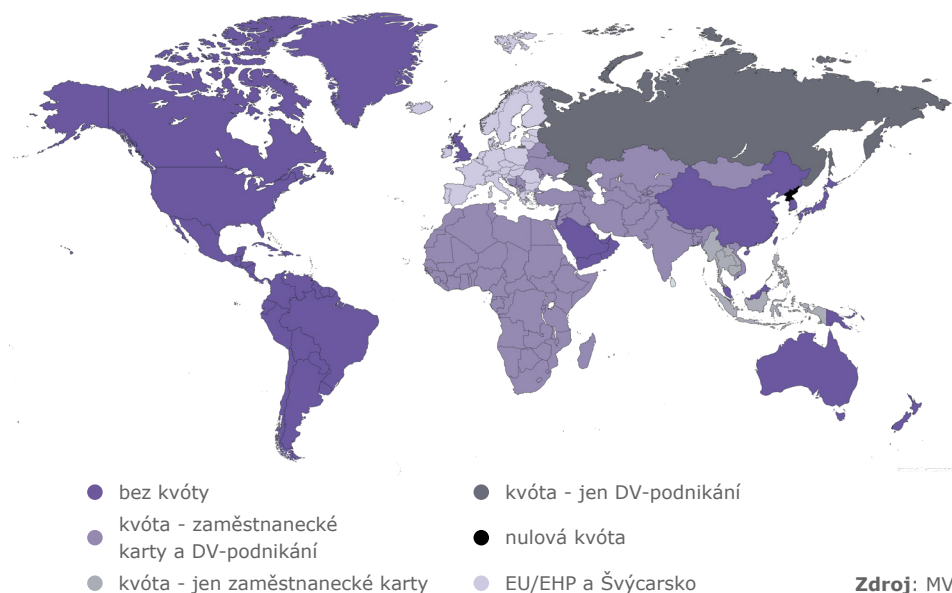 bez kvóty
kvóta - zaměstnanecké
karty a DV-podnikání
kvóta - jen zaměstnanecké karty
kvóta - jen DV-podnikání
nulová kvóta
EU/EHP a Švýcarsko
Zdroj: MV